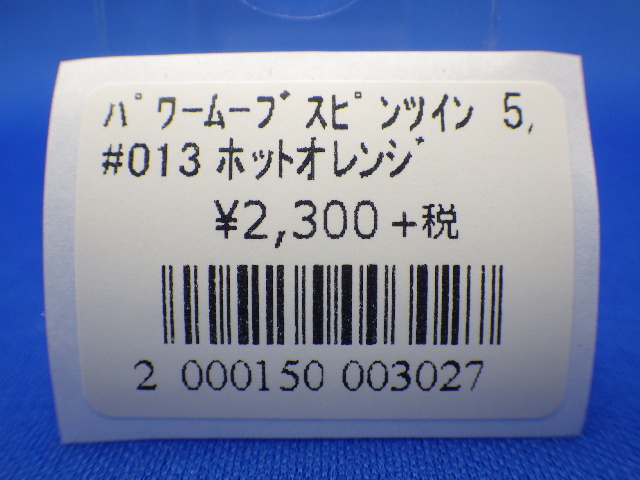 ﾊﾟﾜｰﾑｰﾌﾞｽﾋﾟﾝﾂイン 5,
#013 ホットオレンジ
¥2,300 +税
2 000150 003027